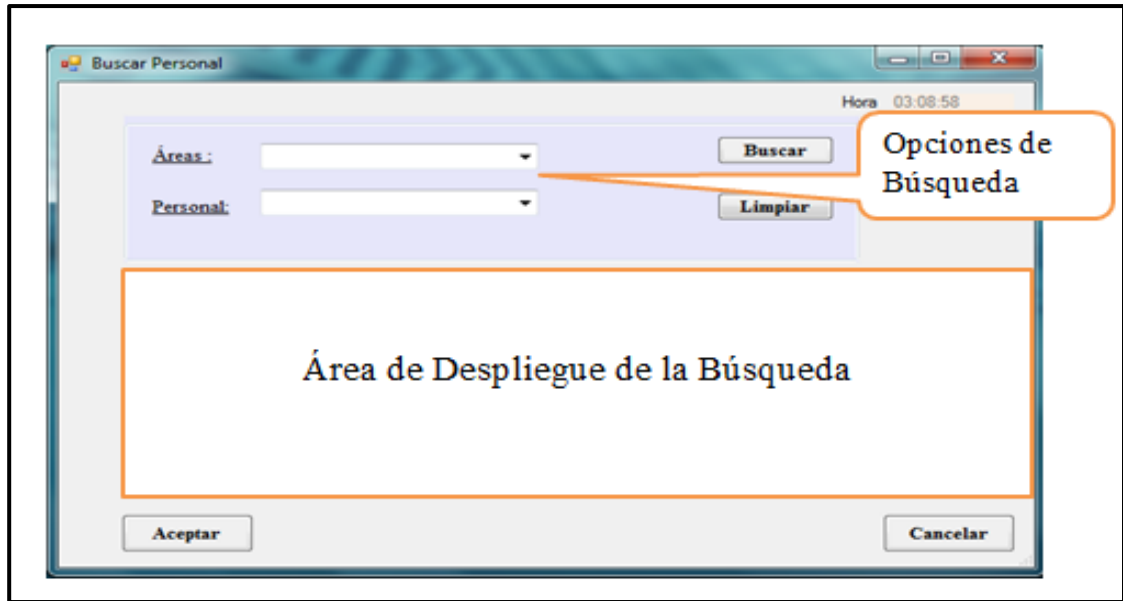 Buscar Personal
Hora 03:08:58
Áreas :
Buscar
Opciones de
Búsqueda
Personal:
Limpiar
Área de Despliegue de la Búsqueda
Aceptar
Cancelar